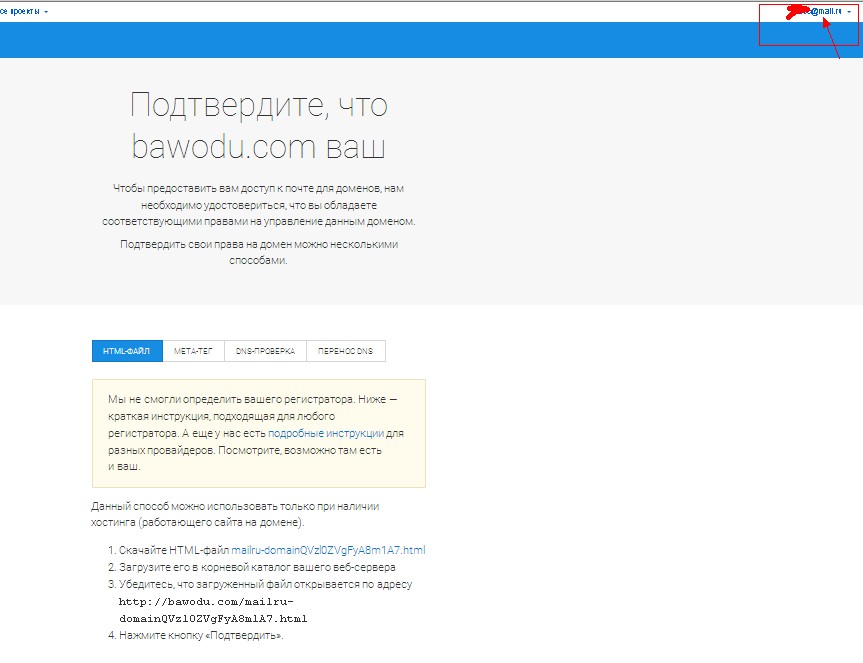 се проекты
@mail.ru
Подтвердите, что
bawodu.com ваш
Чтобы предоставить вам доступ к почте для доменов, нам
необходимо удостовериться, что вы обладаете
соответствующими правами на управление данным доменом.
Подтвердить свои права на домен можно несколькими
способами.
HTML-ФАЙЛ МЕТА-ТЕГ DNS-ПРОВЕРКА ПЕРЕНОС DNS
Мы не смогли определить вашего регистратора. Ниже —
краткая инструкция, подходящая для любого
регистратора. А еще у нас есть подробные инструкции для
разных провайдеров. Посмотрите, возможно там есть
и ваш.
Данный способ можно использовать только при наличии
хостинга (работающего сайта на домене).
1. Скачайте HTML-файл mailru-domainQVzl0ZVgFyA8m1A7.html
2. Загрузите его в корневой каталог вашего веб-сервера
3. Убедитесь, что загруженный файл открывается по адресу
http://bawodu.com/mailru-
domainQVzl0ZVgFyA8m1A7.html
4. Нажмите кнопку «Подтвердить».